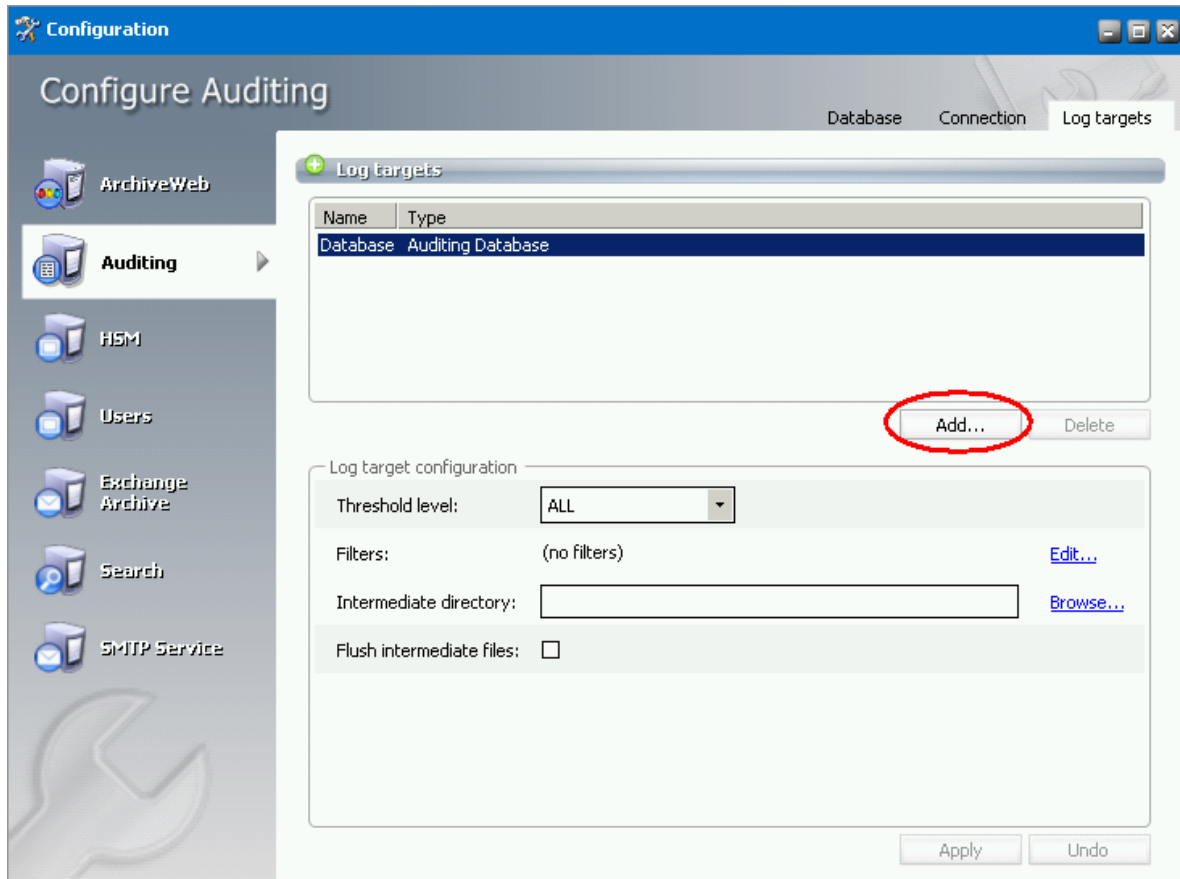 Configuration
Configure Auditing
Database Connection Log targets
ArchiveWeb
Auditing
HSM
Users
Exchange
Archive
Search
SMTP Service
Log targets
Name Type
Database Auditing Database
Add... Delete
Log target configuration
Threshold level: ALL
Filters: (no filters) Edit...
Intermediate directory: Browse...
Flush intermediate files:
Apply Undo